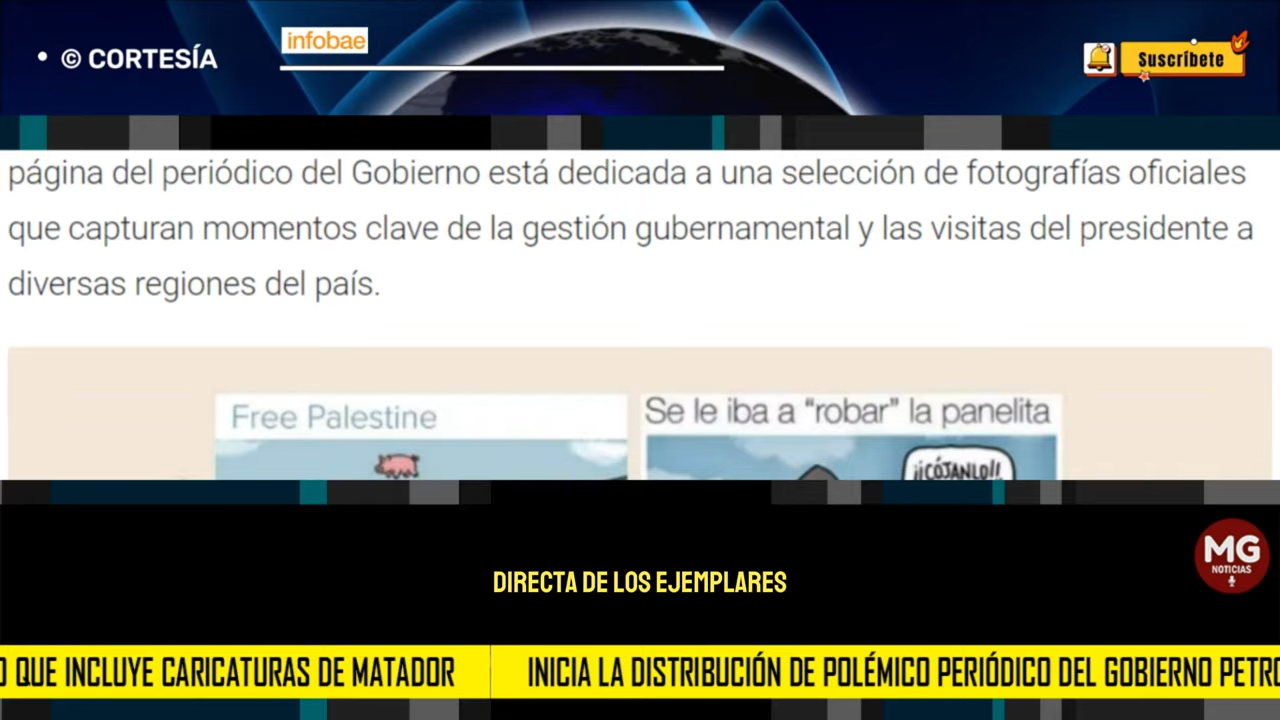 • © CORTESÍA
infobae
Suscríbete
página del periódico del Gobierno está dedicada a una selección de fotografías oficiales
que capturan momentos clave de la gestión gubernamental y las visitas del presidente a
diversas regiones del país.
Free Palestine
Se le iba a “robar” la panelita
¡¡CÓJANLO!!
MG
NOTICIAS
DIRECTA DE LOS EJEMPLARES
O QUE INCLUYE CARICATURAS DE MATADOR
INICIA LA DISTRIBUCIÓN DE POLÉMICO PERIÓDICO DEL GOBIERNO PETRO